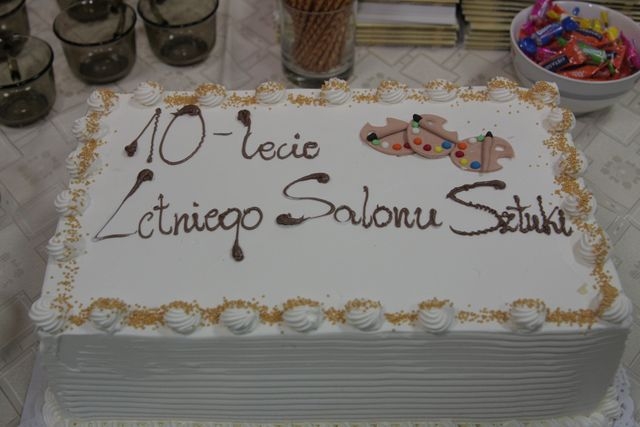 10-lecie
Letniego Salonu Sztuki